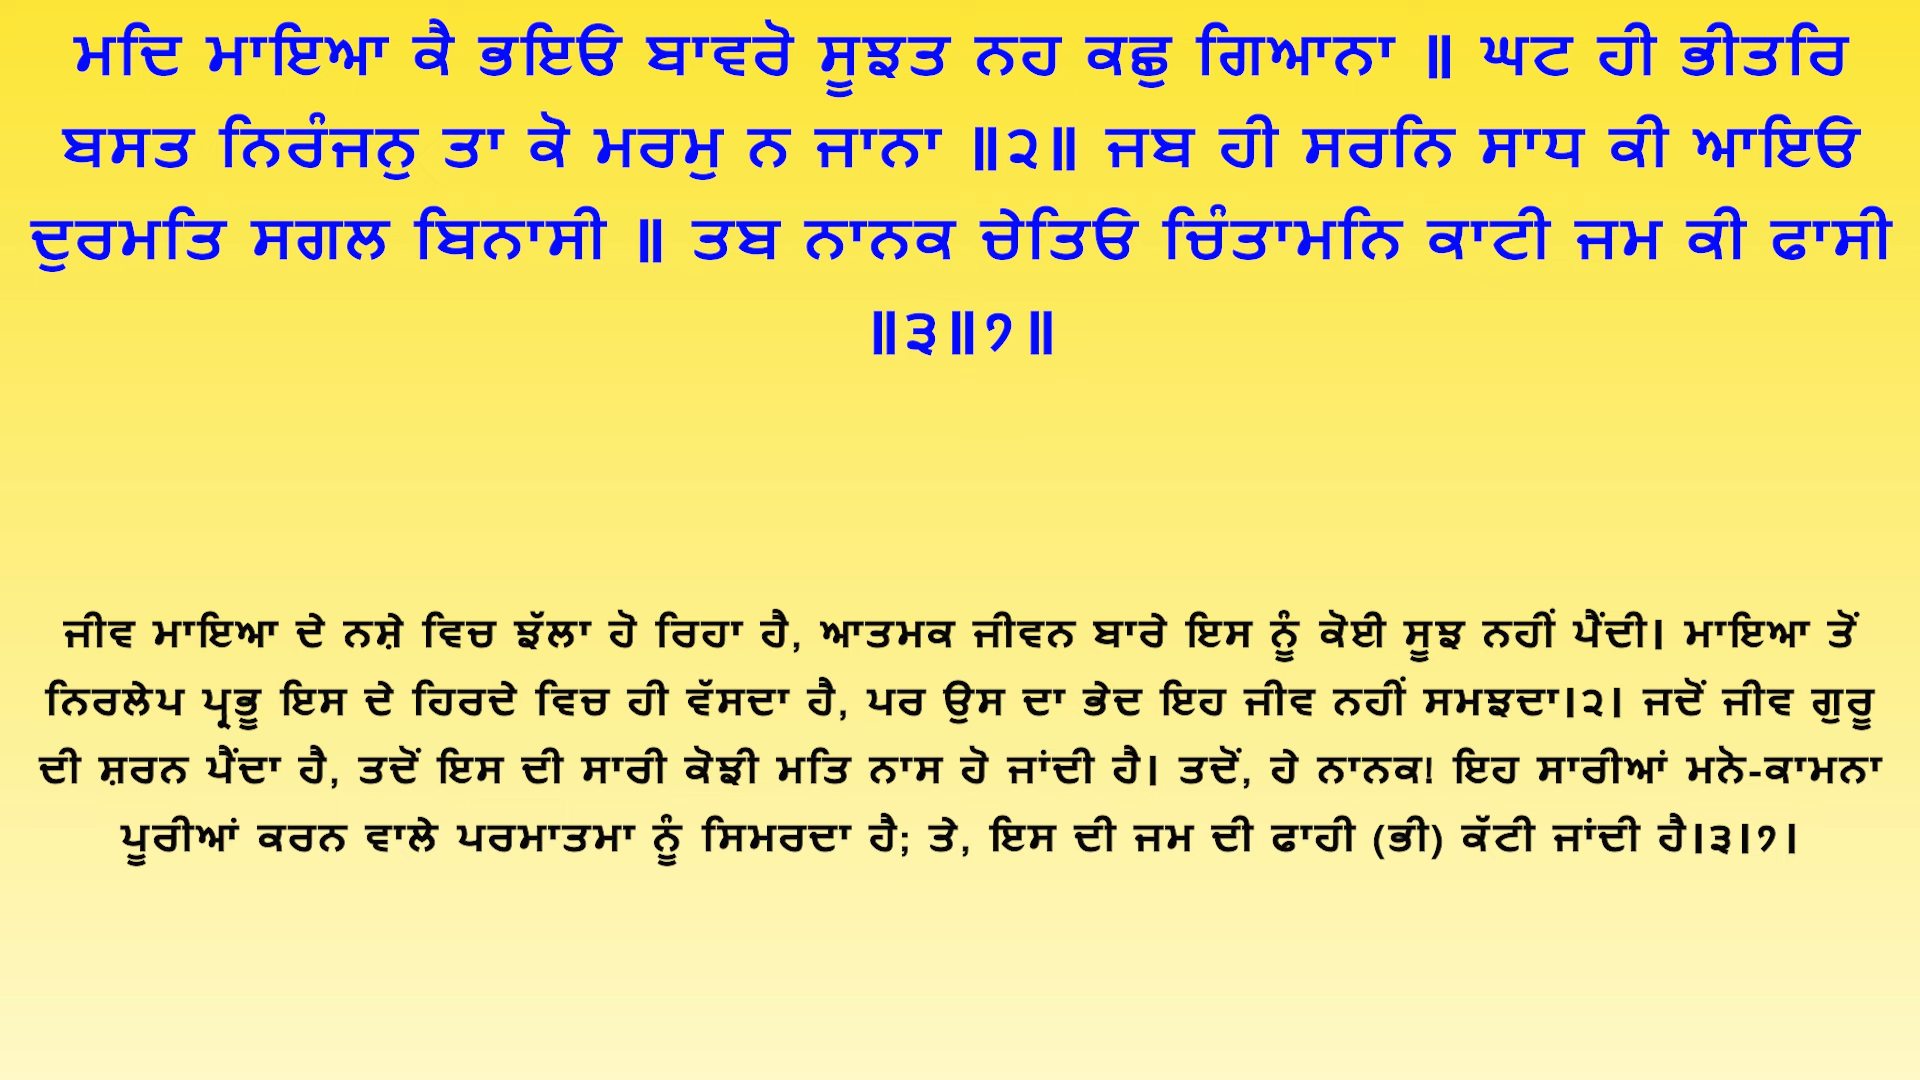 ਮਦਿ ਮਾਇਆ ਕੈ ਭਇਓ ਬਾਵਰੋ ਸੂਝਤ ਨਹ ਕਛੁ ਗਿਆਨਾ ॥ ਘਟ ਹੀ ਭੀਤਰਿ
ਬਸਤ ਨਿਰੰਜਨੁ ਤਾ ਕੋ ਮਰਮੁ ਨ ਜਾਨਾ ॥੨॥ ਜਬ ਹੀ ਸਰਨਿ ਸਾਧ ਕੀ ਆਇਓ
ਦੁਰਮਤਿ ਸਗਲ ਬਿਨਾਸੀ ॥ ਤਬ ਨਾਨਕ ਚੇਤਿਓ ਚਿੰਤਾਮਨਿ ਕਾਟੀ ਜਮ ਕੀ ਫਾਸੀ
॥੩॥੭॥
ਜੀਵ ਮਾਇਆ ਦੇ ਨਸ਼ੇ ਵਿਚ ਝੱਲਾ ਹੋ ਰਿਹਾ ਹੈ, ਆਤਮਕ ਜੀਵਨ ਬਾਰੇ ਇਸ ਨੂੰ ਕੋਈ ਸੂਝ ਨਹੀਂ ਪੈਂਦੀ। ਮਾਇਆ ਤੋਂ
ਨਿਰਲੇਪ ਪ੍ਰਭੂ ਇਸ ਦੇ ਹਿਰਦੇ ਵਿਚ ਹੀ ਵੱਸਦਾ ਹੈ, ਪਰ ਉਸ ਦਾ ਭੇਦ ਇਹ ਜੀਵ ਨਹੀਂ ਸਮਝਦਾ।੨। ਜਦੋਂ ਜੀਵ ਗੁਰੂ
ਦੀ ਸ਼ਰਨ ਪੈਂਦਾ ਹੈ, ਤਦੋਂ ਇਸ ਦੀ ਸਾਰੀ ਕੋਝੀ ਮਤਿ ਨਾਸ ਹੋ ਜਾਂਦੀ ਹੈ। ਤਦੋਂ, ਹੇ ਨਾਨਕ! ਇਹ ਸਾਰੀਆਂ ਮਨੋ-ਕਾਮਨਾ
ਪੂਰੀਆਂ ਕਰਨ ਵਾਲੇ ਪਰਮਾਤਮਾ ਨੂੰ ਸਿਮਰਦਾ ਹੈ; ਤੇ, ਇਸ ਦੀ ਜਮ ਦੀ ਫਾਹੀ (ਭੀ) ਕੱਟੀ ਜਾਂਦੀ ਹੈ।੩।੭।